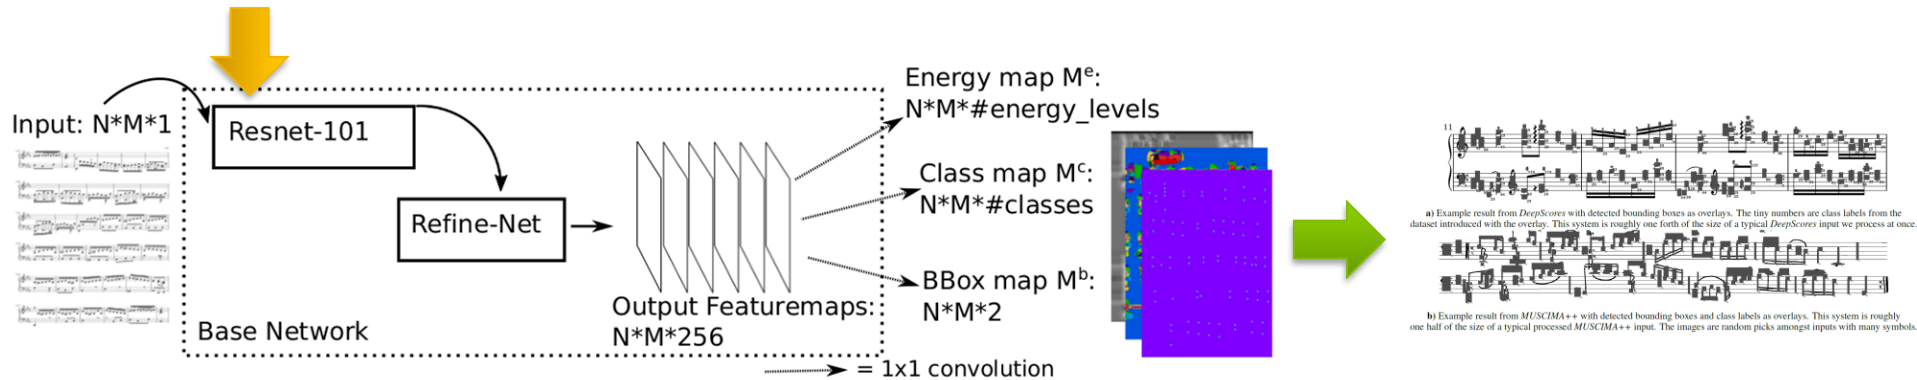 Input: N*M*1
Resnet-101
Refine-Net
Base Network
Output Featuremaps:
N*M*256
Energy map Mᵉ:
N*M*#energy_levels
Class map Mᶜ:
N*M*#classes
BBox map Mᵇ:
N*M*2
= 1x1 convolution
11
a) Example result from DeepScores with detected bounding boxes as overlays. The tiny numbers are class labels from the
dataset introduced with the overlay. This system is roughly one forth of the size of a typical DeepScores input we process at once.
b) Example result from MUSCIMA++ with detected bounding boxes and class labels as overlays. This system is roughly
one half of the size of a typical processed MUSCIMA++ input. The images are random picks amongst inputs with many symbols.